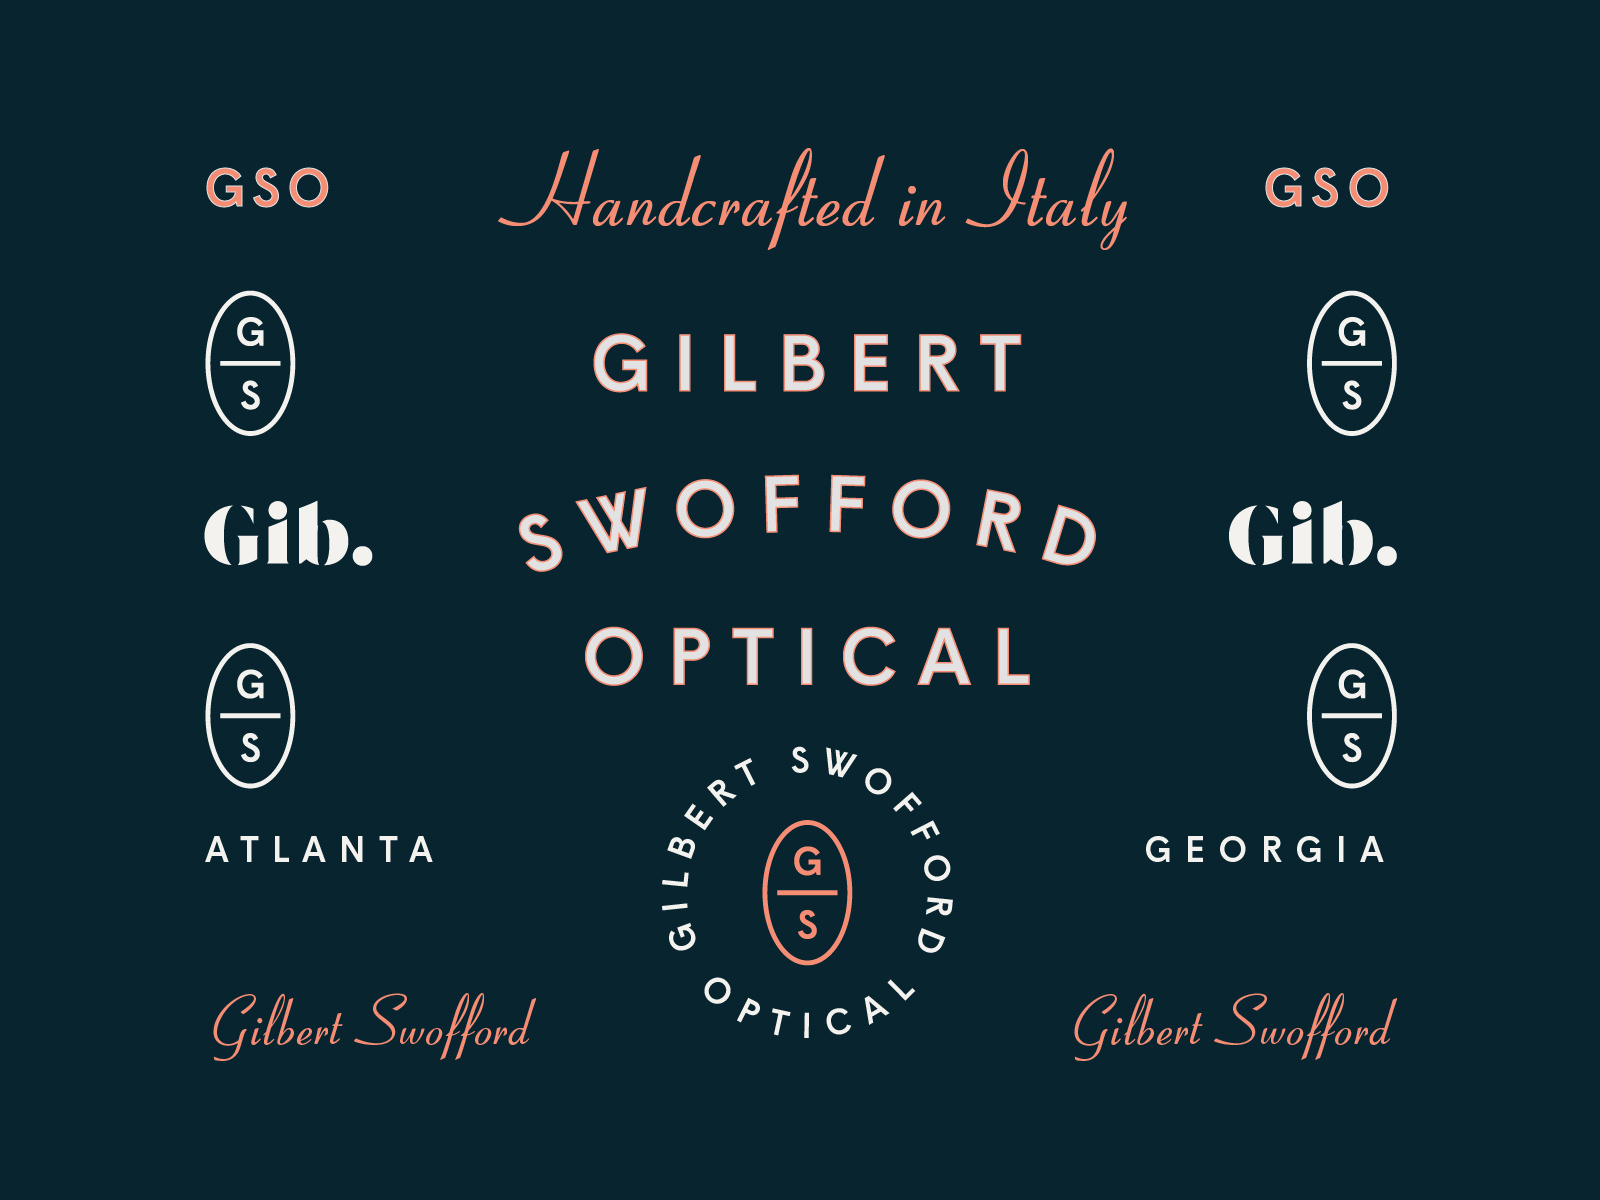 GSO
Handcrafted in Italy
GSO
G
S
GILBERT
G
S
Gib.
SWOFFORD
Gib.
G
S
OPTICAL
G
S
ATLANTA
GILBERT SWOFFORD
G
S
OPTICAL
GEORGIA
Gilbert Swofford
Gilbert Swofford